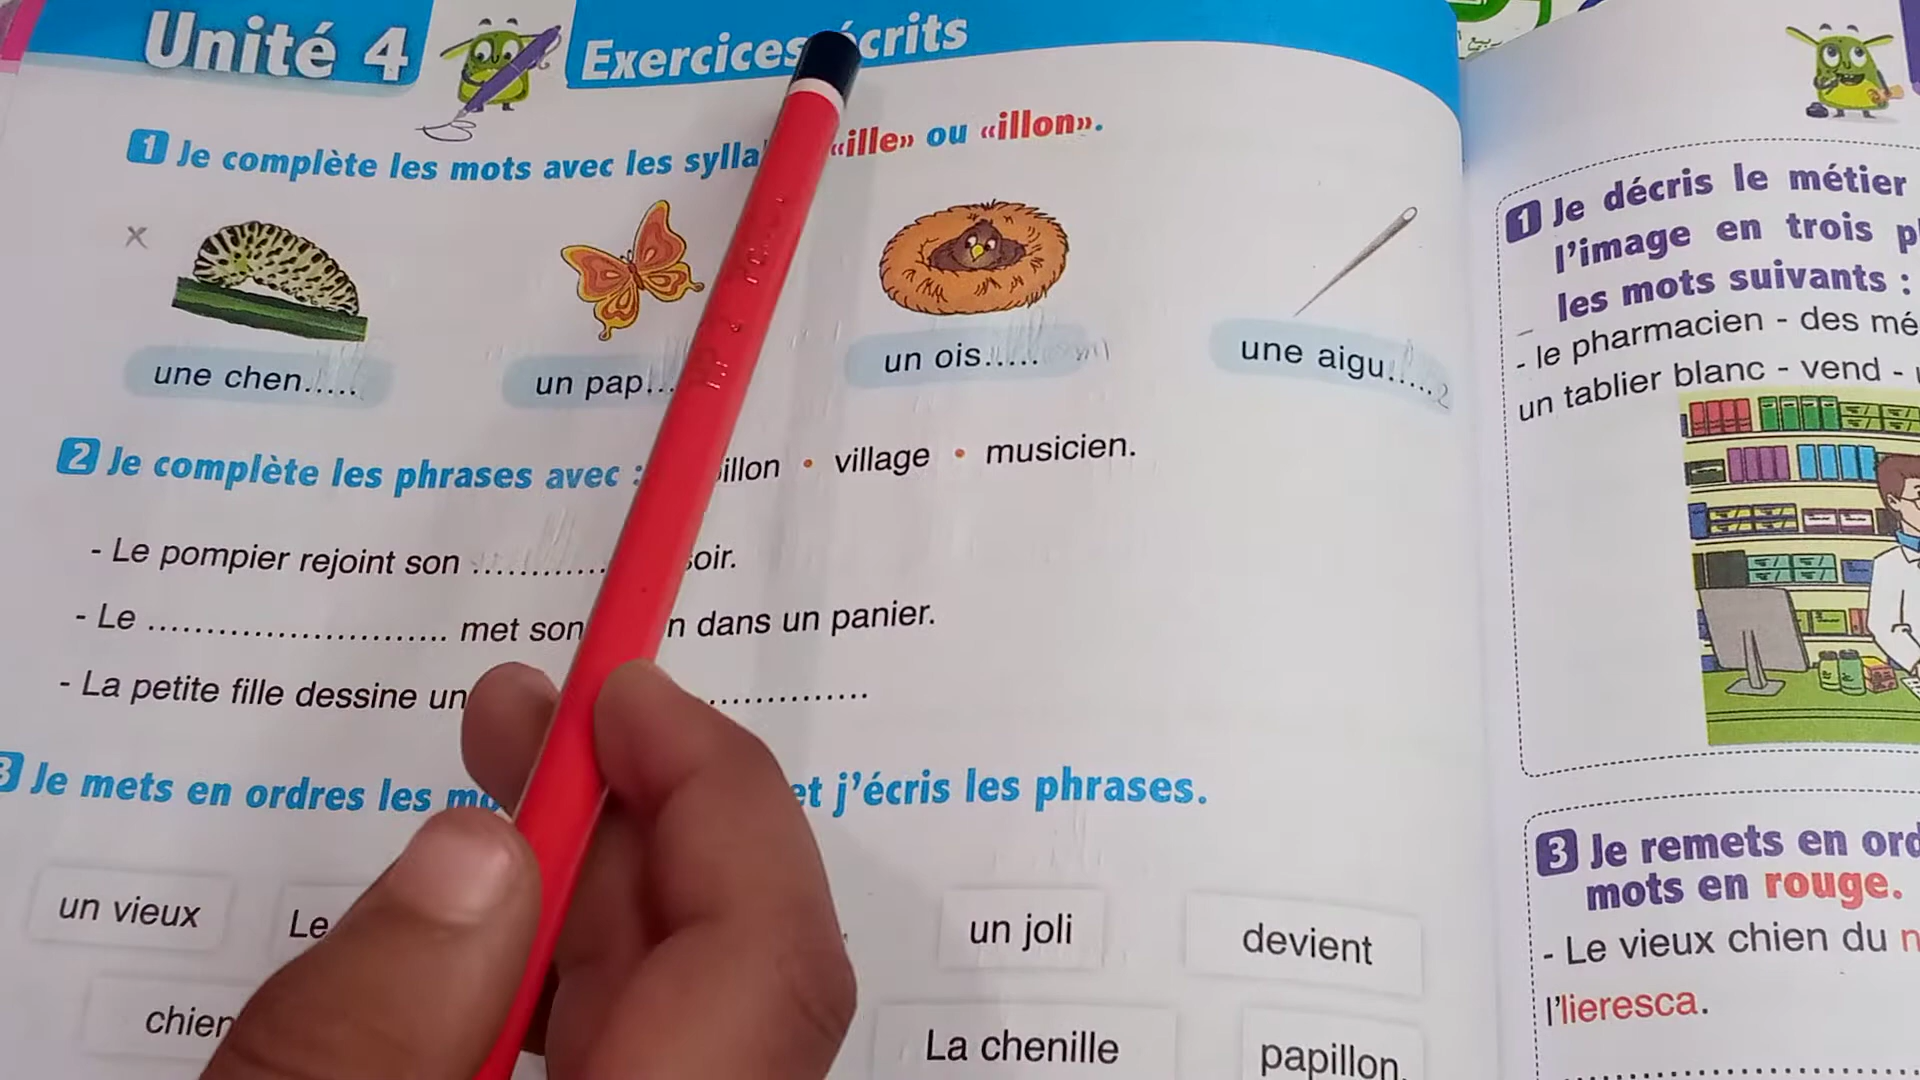 Unité 4
Exercices écrits
1 Je complète les mots avec les sylla «ille» ou «illon».
une chen.....
un pap...
un ois.....
une aigu.....
2 Je complète les phrases avec : illon • village • musicien.
- Le pompier rejoint son ............ soir.
- Le .......................... met son n dans un panier.
- La petite fille dessine un ..............
3 Je mets en ordres les et j'écris les phrases.
un vieux
Le
un joli
devient
chien
La chenille
papillon.
1 Je décris le métier
l'image en trois
les mots suivants :
- le pharmacien - des mé
un tablier blanc - vend -
3 Je remets en ord
mots en rouge.
- Le vieux chien du n
l'lieresca.